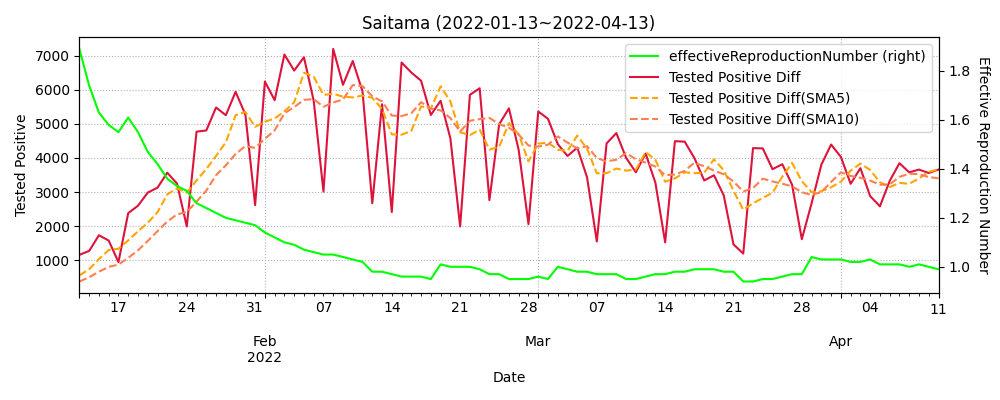 Saitama (2022-01-13~2022-04-13)
effectiveReproductionNumber (right)
Tested Positive Diff
Tested Positive Diff(SMA5)
Tested Positive Diff(SMA10)
Tested Positive
7000
6000
5000
4000
3000
2000
1000
1.8
1.6
1.4
1.2
1.0
Effective Reproduction Number
17 24 31 07 14 21 28 07 14 21 28 04 11
Feb Mar Apr
2022
Date